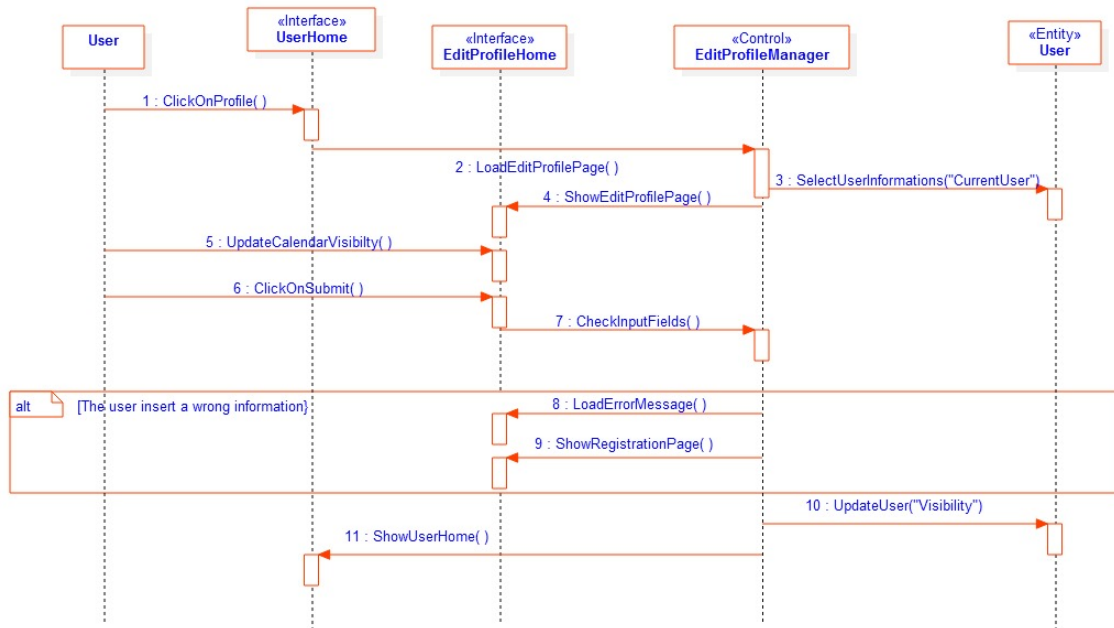 User
«Interface»
UserHome
«Interface»
EditProfileHome
«Control»
EditProfileManager
«Entity»
User
1 : ClickOnProfile( )
2 : LoadEditProfilePage( )
3 : SelectUserInformations("CurrentUser")
4 : ShowEditProfilePage( )
5 : UpdateCalendarVisibilty( )
6 : ClickOnSubmit( )
7 : CheckInputFields( )
alt [The user insert a wrong information}
8 : LoadErrorMessage( )
9 : ShowRegistrationPage( )
10 : UpdateUser("Visibility")
11 : ShowUserHome( )